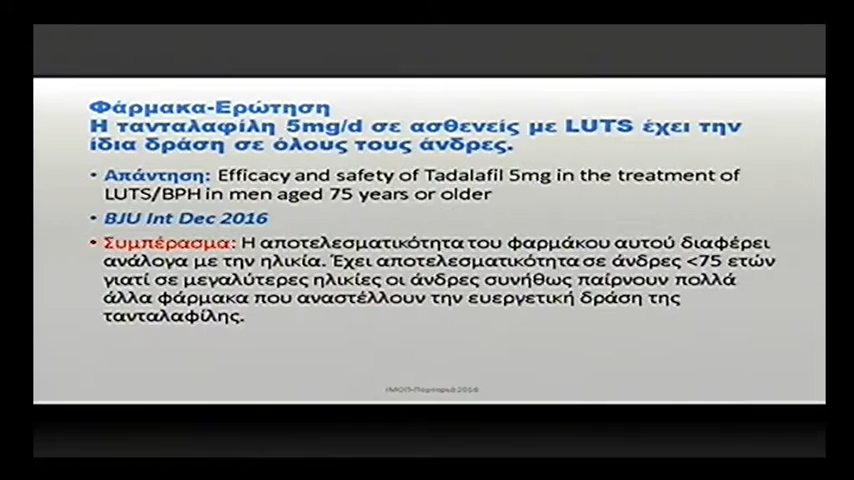 Φάρμακα-Ερώτηση
Η τανταλαφίλη 5mg/d σε ασθενείς με LUTS έχει την
ίδια δράση σε όλους τους άνδρες.
• Απάντηση: Efficacy and safety of Tadalafil 5mg in the treatment of
LUTS/BPH in men aged 75 years or older
• BJU Int Dec 2016
• Συμπέρασμα: Η αποτελεσματικότητα του φαρμάκου αυτού διαφέρει
ανάλογα με την ηλικία. Έχει αποτελεσματικότητα σε άνδρες <75 ετών
γιατί σε μεγαλύτερες ηλικίες οι άνδρες συνήθως παίρνουν πολλά
άλλα φάρμακα που αναστέλλουν την ευεργετική δράση της
τανταλαφίλης.